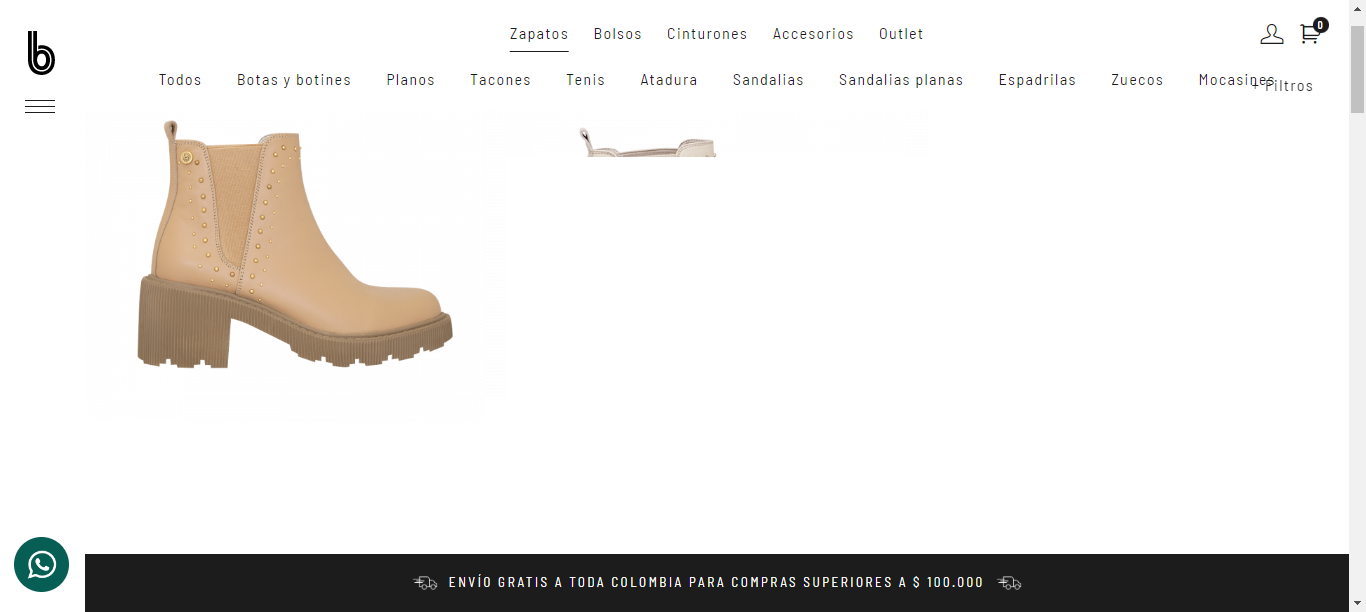 b
Zapatos Bolsos Cinturones Accesorios Outlet
0
Todos Botas y botines Planos Tacones Tenis Atadura Sandalias Sandalias planas Espadrilas Zuecos Mocasines
+ Filtros
ENVÍO GRATIS A TODA COLOMBIA PARA COMPRAS SUPERIORES A $ 100.000